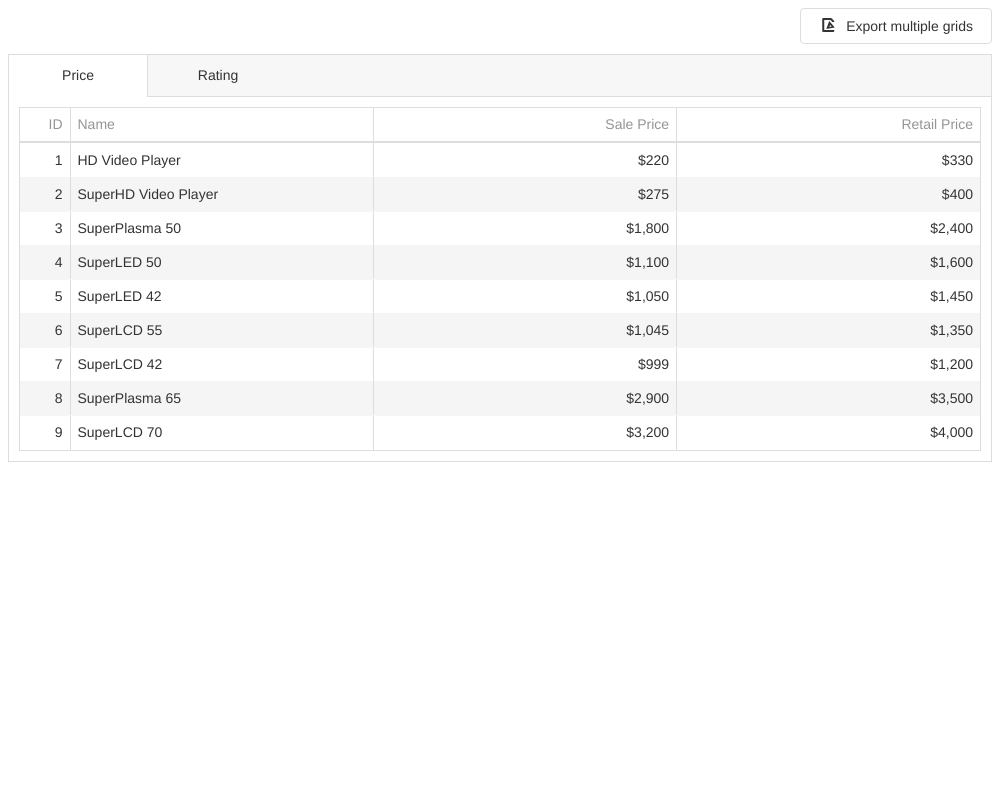 Export multiple grids
Price Rating
ID Name Sale Price Retail Price
1 HD Video Player $220 $330
2 SuperHD Video Player $275 $400
3 SuperPlasma 50 $1,800 $2,400
4 SuperLED 50 $1,100 $1,600
5 SuperLED 42 $1,050 $1,450
6 SuperLCD 55 $1,045 $1,350
7 SuperLCD 42 $999 $1,200
8 SuperPlasma 65 $2,900 $3,500
9 SuperLCD 70 $3,200 $4,000